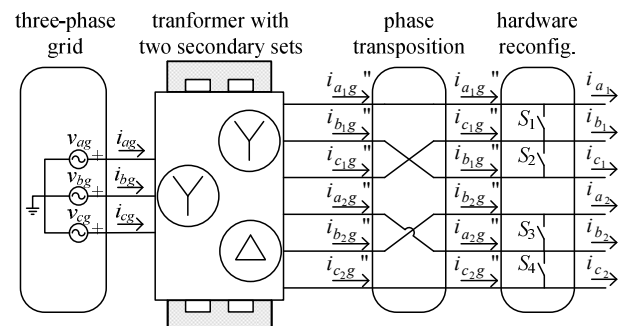 three-phase grid
tranformer with two secondary sets
phase transposition
hardware reconfig.
v_ag + i_ag
v_bg + i_bg
v_cg + i_cg
i_a1g" i_a1g" i_a1
i_b1g" i_c1g" S1 i_b1
i_c1g" i_b1g" S2 i_c1
i_a2g" i_b2g" i_a2
i_b2g" i_a2g" S3 i_b2
i_c2g" i_c2g" S4 i_c2